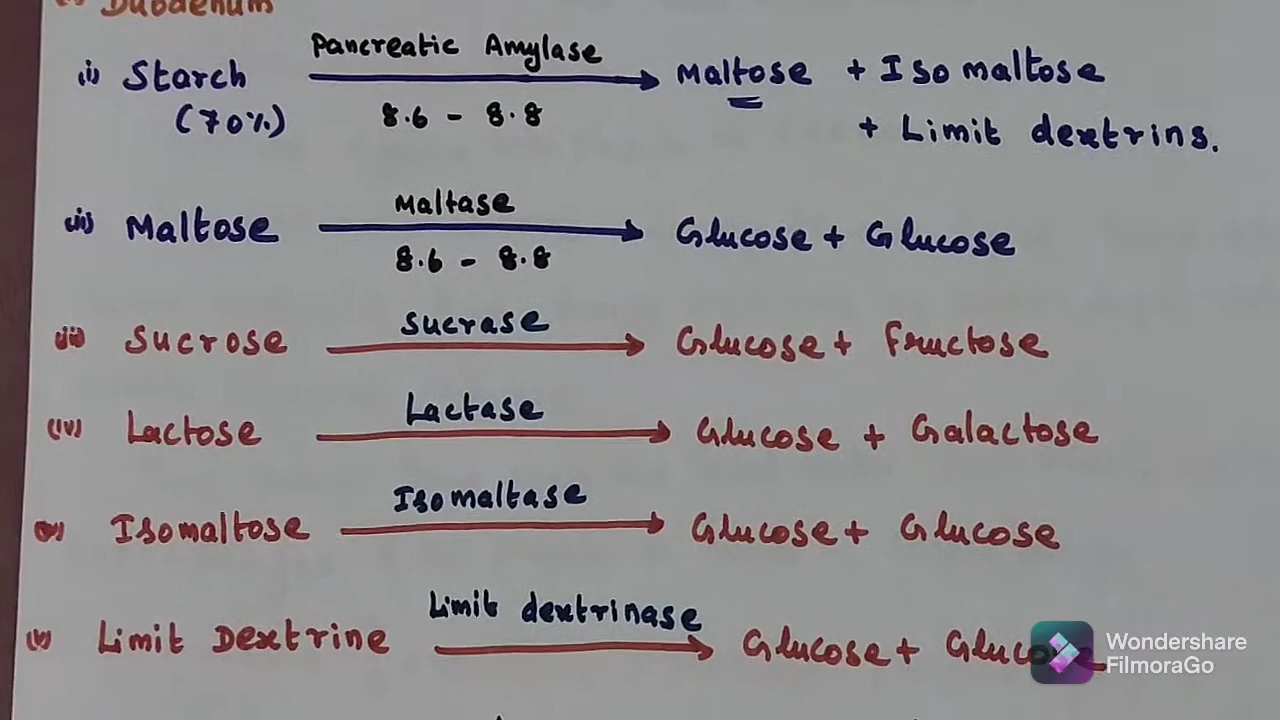 Duodenum
(i) Starch Pancreatic Amylase Maltose + Isomaltose
(70%) 8.6 - 8.8 + Limit dextrins.
(ii) Maltose Maltase Glucose + Glucose
8.6 - 8.8
(iii) Sucrose Sucrase Glucose + Fructose
(iv) Lactose Lactase Glucose + Galactose
Isomaltose Isomaltase Glucose + Glucose
(v) Limit Dextrine Limit dextrinase Glucose + Glucose
Wondershare
FilmoraGo